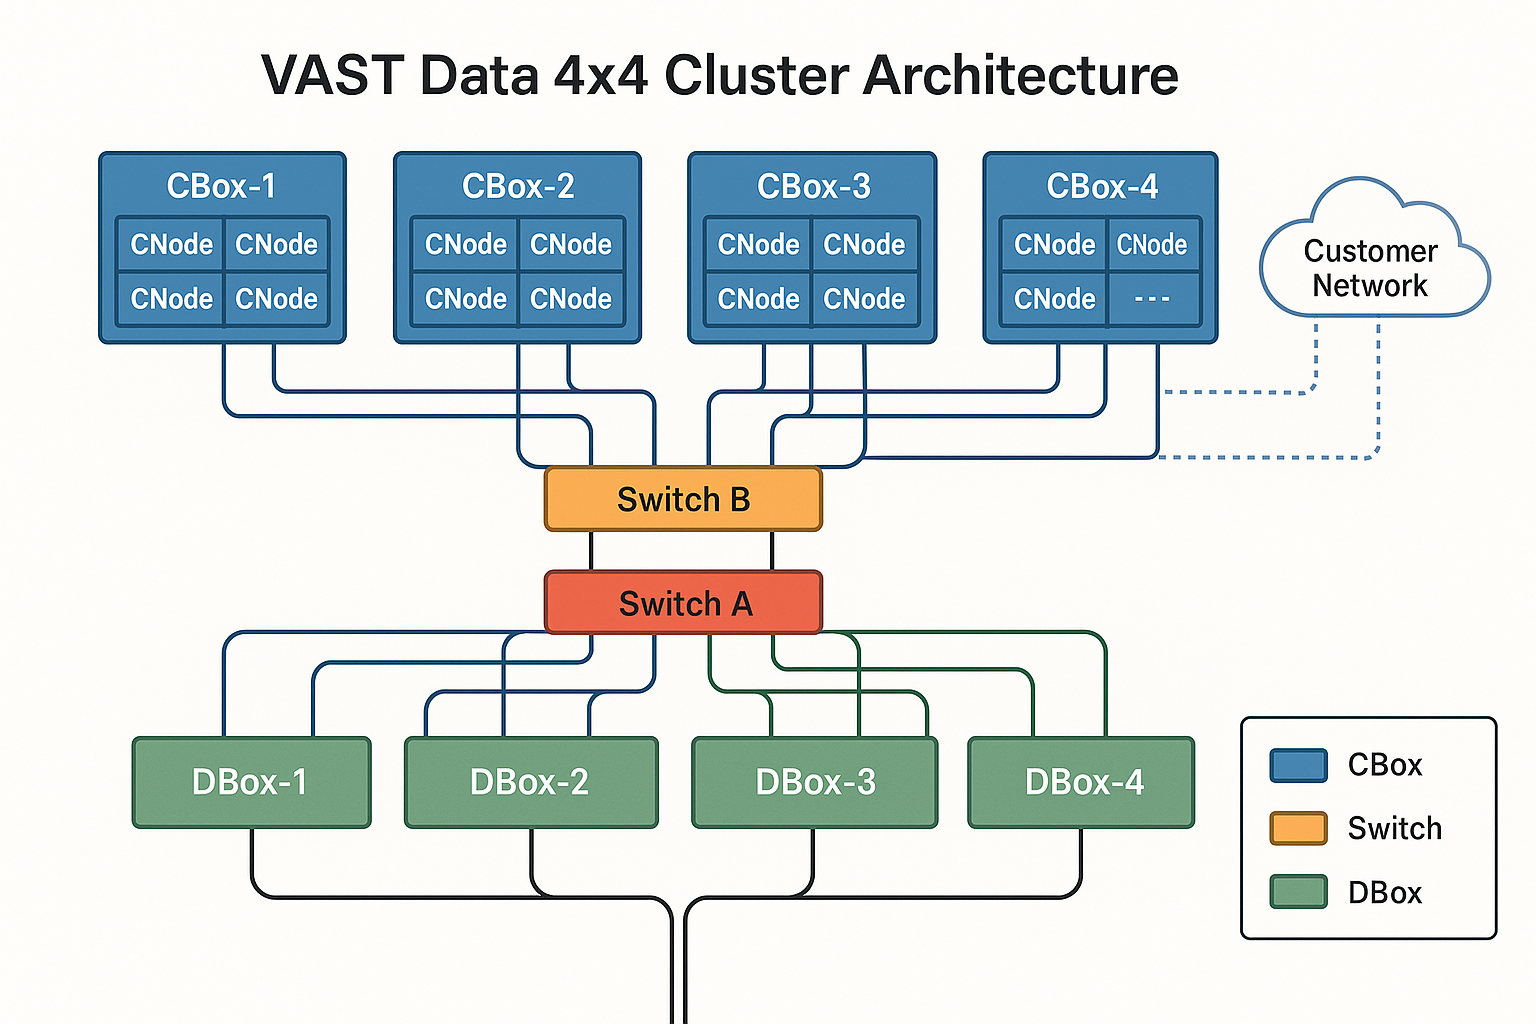 VAST Data 4x4 Cluster Architecture
CBox-1
CNode CNode
CNode CNode
CBox-2
CNode CNode
CNode CNode
CBox-3
CNode CNode
CNode CNode
CBox-4
CNode CNode
CNode ---
Customer
Network
Switch B
Switch A
DBox-1
DBox-2
DBox-3
DBox-4
CBox
Switch
DBox